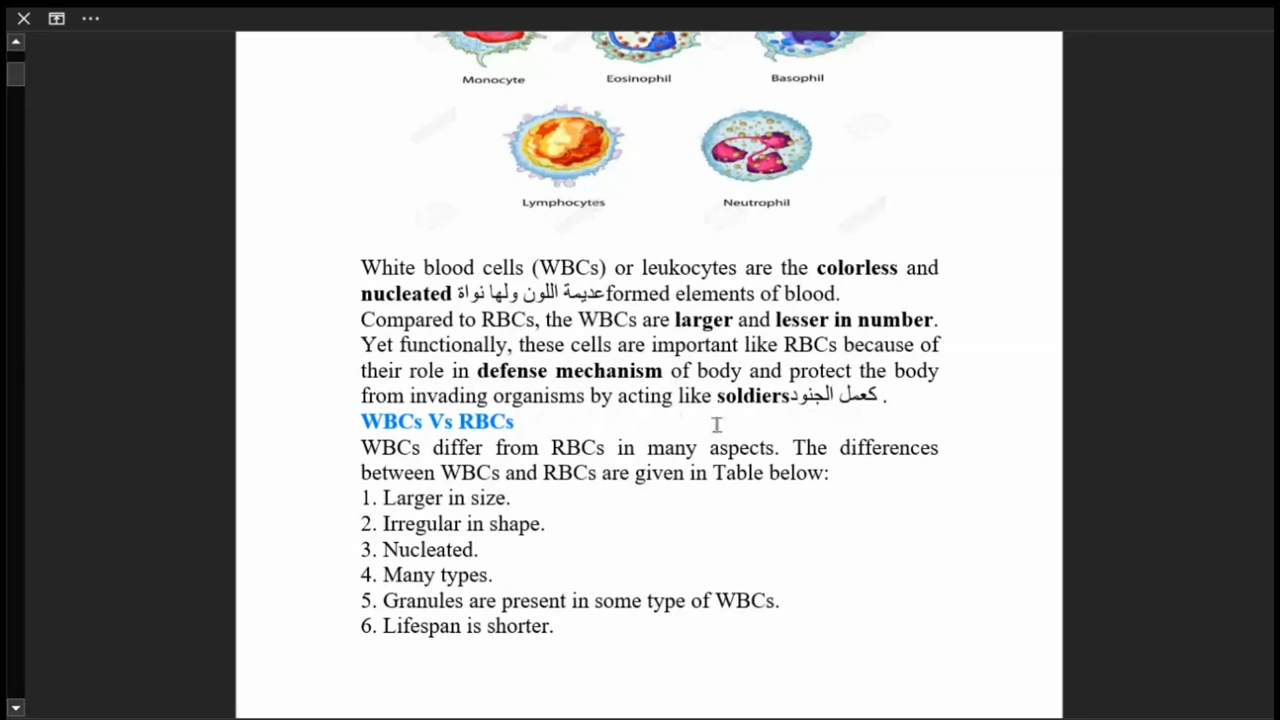 Monocyte Eosinophil Basophil
Lymphocytes Neutrophil
White blood cells (WBCs) or leukocytes are the colorless and
nucleated عديمة اللون ولها نواةformed elements of blood.
Compared to RBCs, the WBCs are larger and lesser in number.
Yet functionally, these cells are important like RBCs because of
their role in defense mechanism of body and protect the body
from invading organisms by acting like soldiersكعمل الجنود .
WBCs Vs RBCs
WBCs differ from RBCs in many aspects. The differences
between WBCs and RBCs are given in Table below:
1. Larger in size.
2. Irregular in shape.
3. Nucleated.
4. Many types.
5. Granules are present in some type of WBCs.
6. Lifespan is shorter.